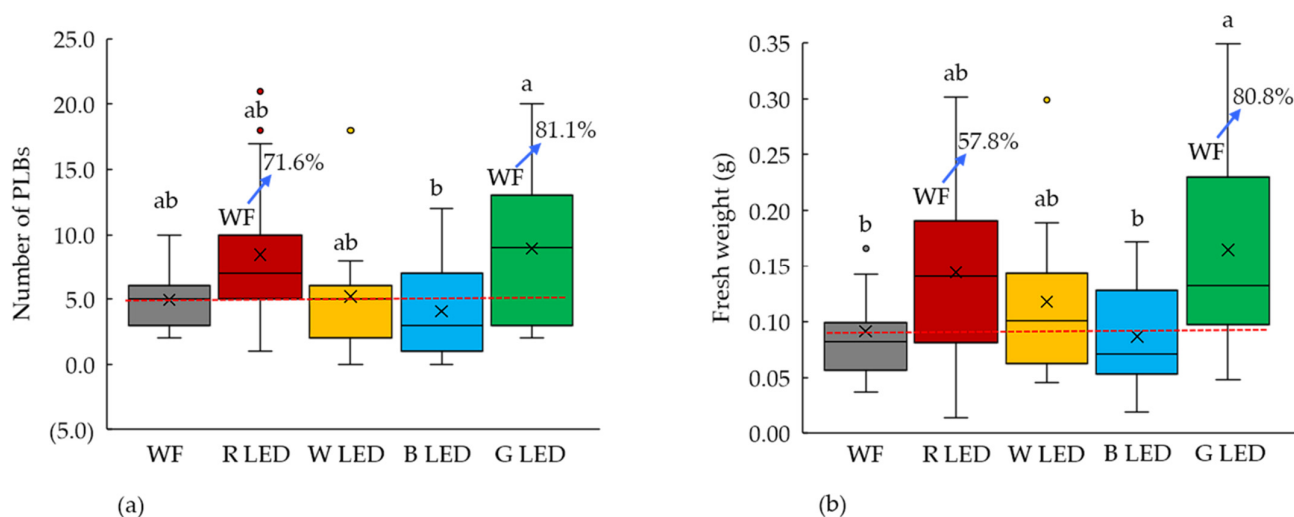 25.0
20.0
15.0
10.0
5.0
0.0
(5.0)
Number of PLBs
ab
ab
71.6%
WF
ab
b
a
81.1%
WF
WF R LED W LED B LED G LED
(a)
0.35
0.30
0.25
0.20
0.15
0.10
0.05
0.00
Fresh weight (g)
b
ab
57.8%
WF
ab
b
a
80.8%
WF
WF R LED W LED B LED G LED
(b)